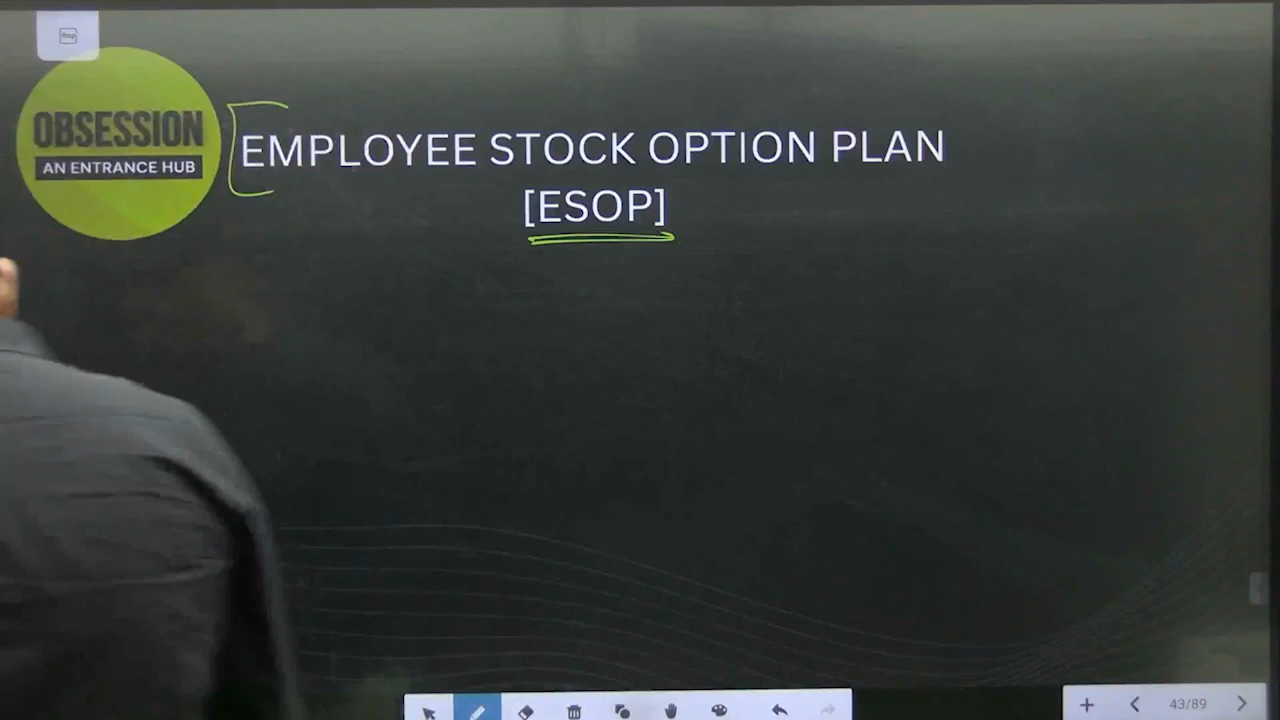 OBSESSION
AN ENTRANCE HUB
EMPLOYEE STOCK OPTION PLAN
[ESOP]
43/89